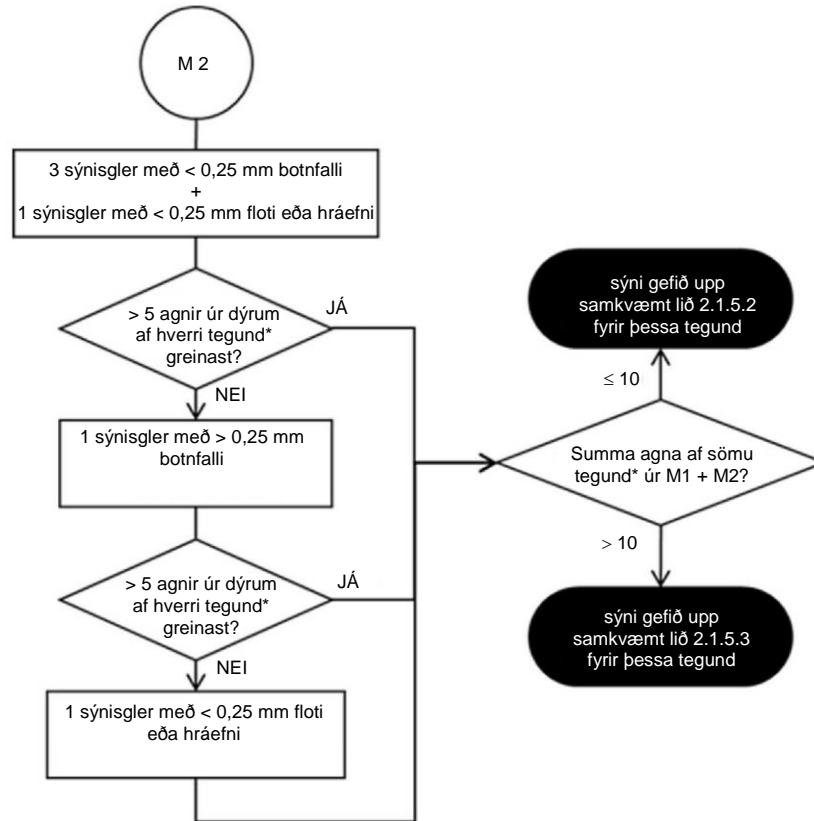 M 2
3 sýnisgler með < 0,25 mm botnfalli
+
1 sýnisgler með < 0,25 mm floti eða hráefni
> 5 agnir úr dýrum
af hverri tegund*
greinast?
JÁ
NEI
1 sýnisgler með > 0,25 mm
botnfalli
> 5 agnir úr dýrum
af hverri tegund*
greinast?
JÁ
NEI
1 sýnisgler með < 0,25 mm floti
eða hráefni
sýni gefið upp
samkvæmt lið 2.1.5.2
fyrir þessa tegund
≤ 10
Summa agna af sömu
tegund* úr M1 + M2?
> 10
sýni gefið upp
samkvæmt lið 2.1.5.3
fyrir þessa tegund